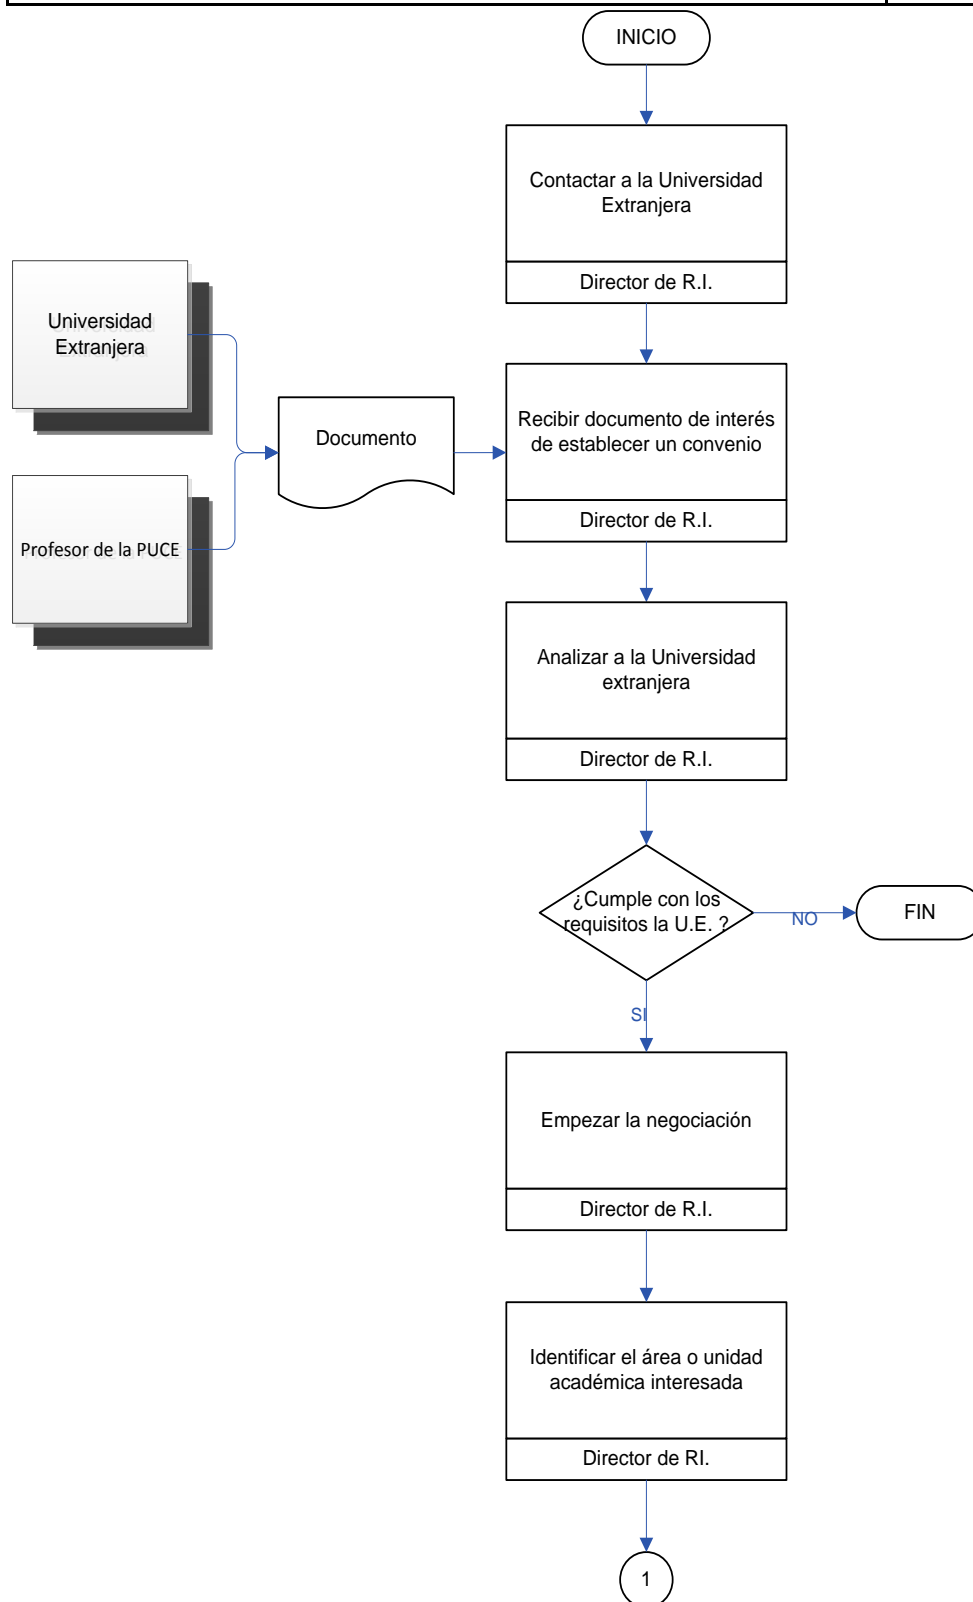 INICIO
Contactar a la Universidad
Extranjera
Director de R.I.
Universidad
Extranjera
Documento
Recibir documento de interés
de establecer un convenio
Director de R.I.
Profesor de la PUCE
Analizar a la Universidad
extranjera
Director de R.I.
¿Cumple con los
requisitos la U.E. ?
NO
FIN
SI
Empezar la negociación
Director de R.I.
Identificar el área o unidad
académica interesada
Director de RI.
1